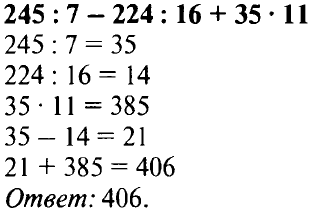 245 : 7 – 224 : 16 + 35 · 11
245 : 7 = 35
224 : 16 = 14
35 · 11 = 385
35 – 14 = 21
21 + 385 = 406
Ответ: 406.